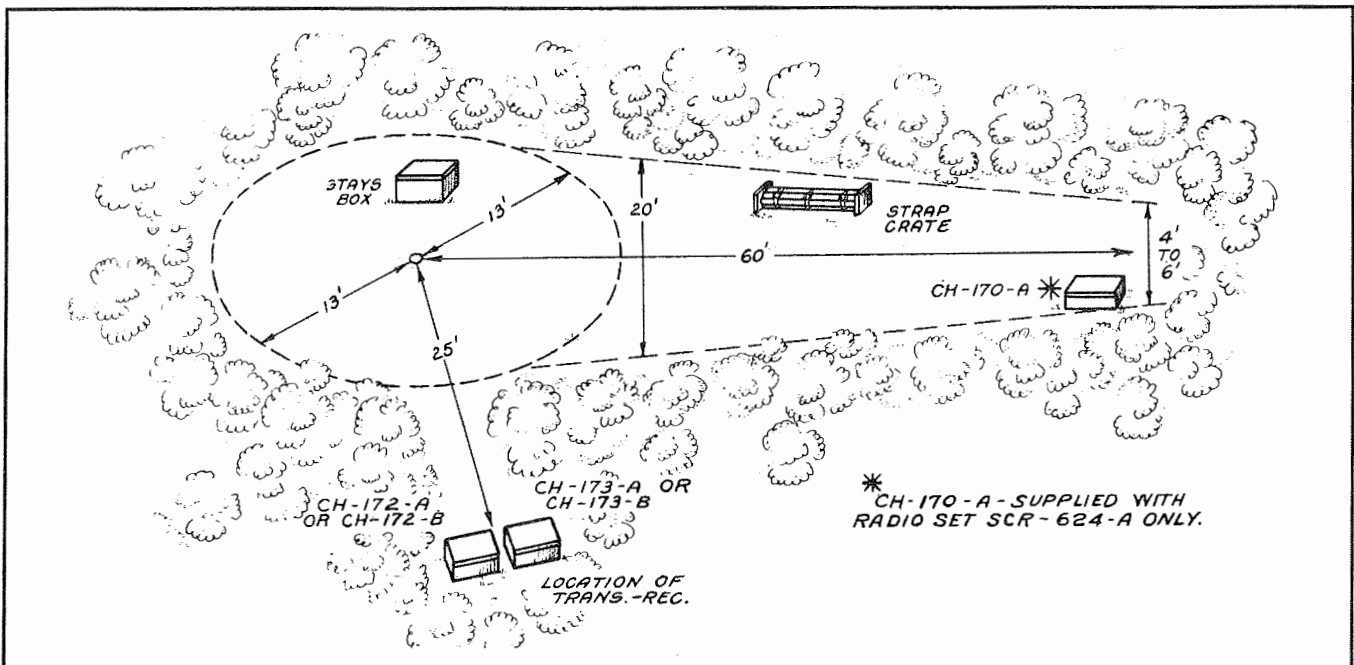 STAYS
BOX
13'
20'
STRAP
CRATE
60'
4'
TO
6'
CH-170-A ✳
13'
25'
CH-172-A
OR CH-172-B
CH-173-A OR
CH-173-B
✳
CH-170-A-SUPPLIED WITH
RADIO SET SCR-624-A ONLY.
LOCATION OF
TRANS.-REC.